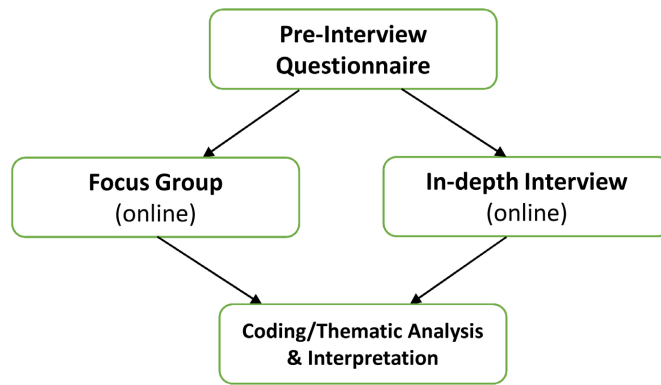 Pre-Interview
Questionnaire
Focus Group
(online)
In-depth Interview
(online)
Coding/Thematic Analysis
& Interpretation